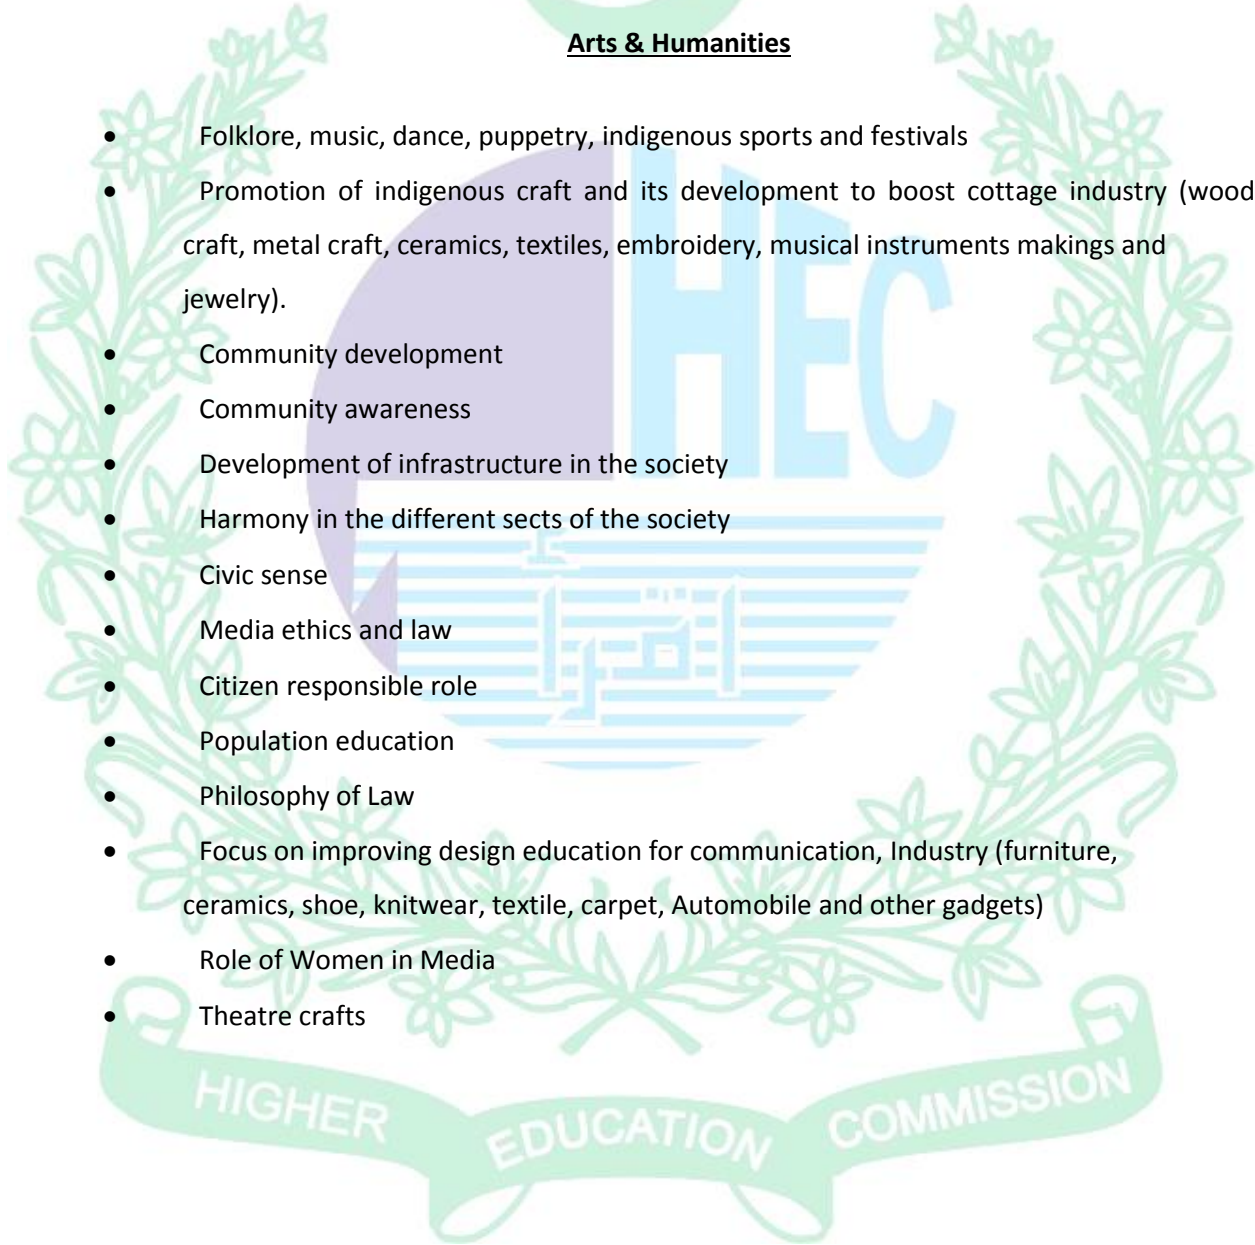 Arts & Humanities
• Folklore, music, dance, puppetry, indigenous sports and festivals
• Promotion of indigenous craft and its development to boost cottage industry (wood
craft, metal craft, ceramics, textiles, embroidery, musical instruments makings and
jewelry).
• Community development
• Community awareness
• Development of infrastructure in the society
• Harmony in the different sects of the society
• Civic sense
• Media ethics and law
• Citizen responsible role
• Population education
• Philosophy of Law
• Focus on improving design education for communication, Industry (furniture,
ceramics, shoe, knitwear, textile, carpet, Automobile and other gadgets)
• Role of Women in Media
• Theatre crafts
HEC
اقرأ
HIGHER EDUCATION COMMISSION